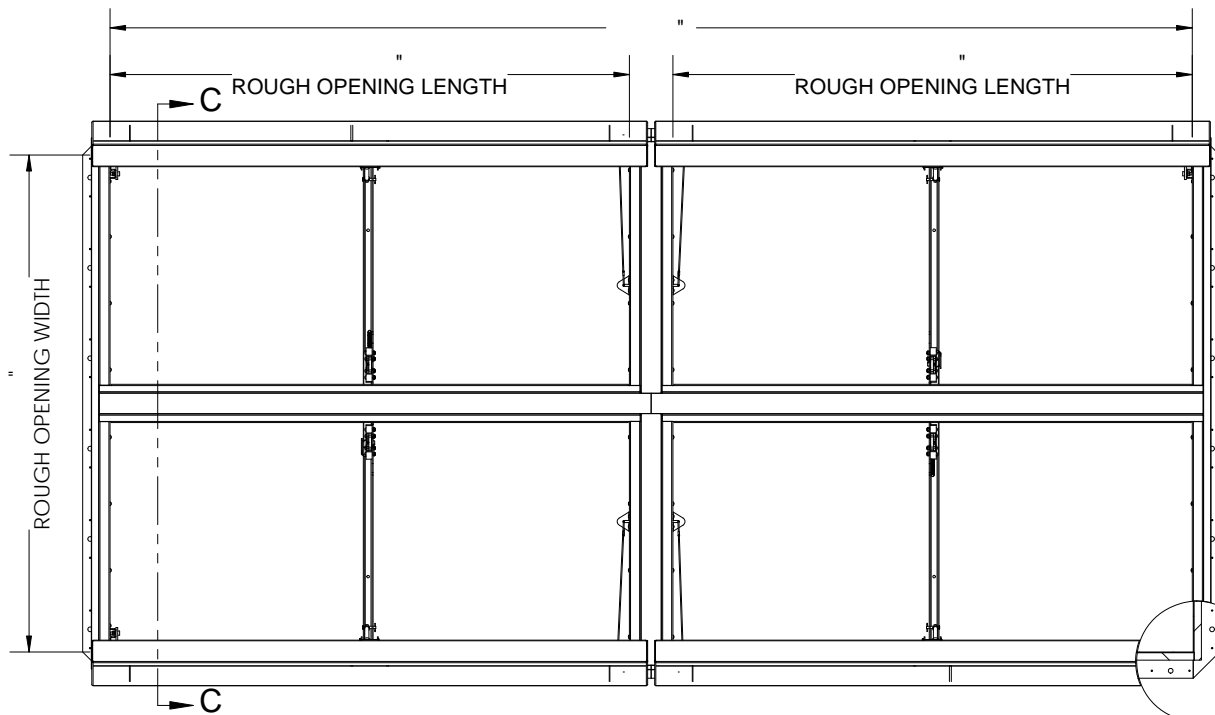 "
" "
ROUGH OPENING LENGTH ROUGH OPENING LENGTH
C
" ROUGH OPENING WIDTH
C